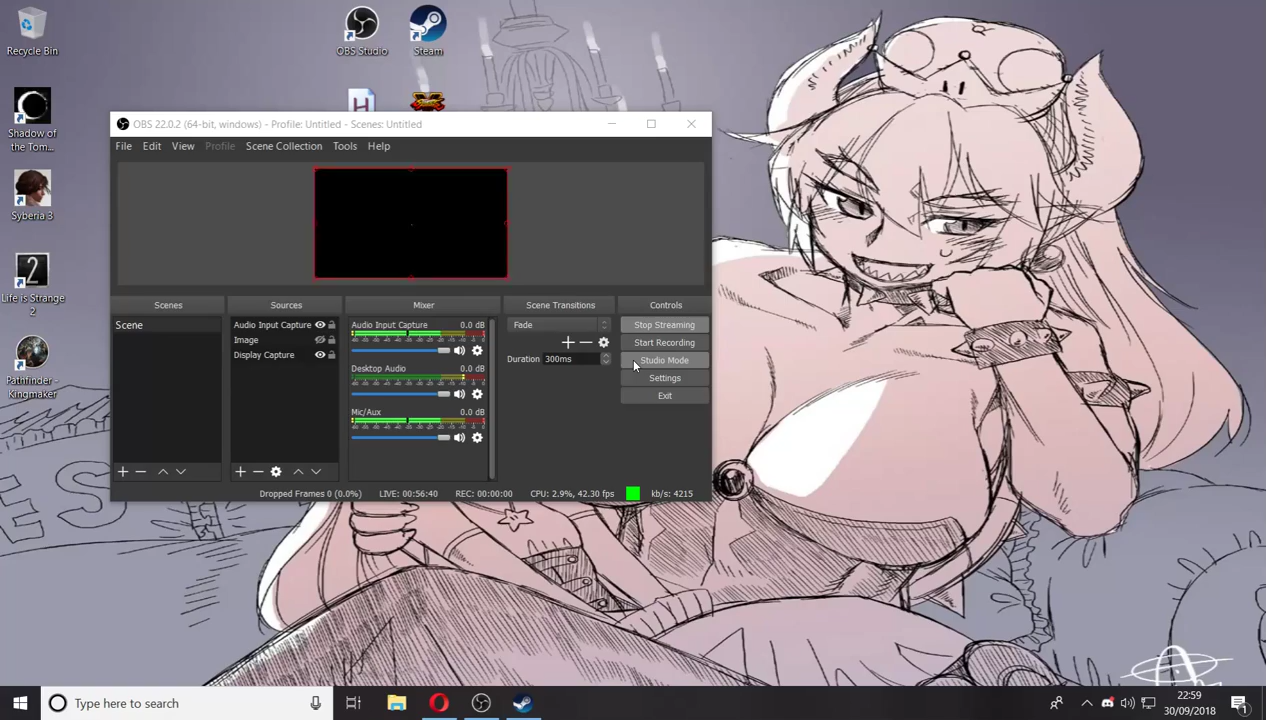 Recycle Bin
OBS Studio
Steam
Shadow of
the Tom...
Syberia 3
Life is Strange
2
Pathfinder -
Kingmaker
OBS 22.0.2 (64-bit, windows) - Profile: Untitled - Scenes: Untitled
File Edit View Profile Scene Collection Tools Help
Scenes Sources Mixer Scene Transitions Controls
Scene
Audio Input Capture
Image
Display Capture
Audio Input Capture 0.0 dB
Desktop Audio 0.0 dB
Mic/Aux 0.0 dB
Fade
Duration 300ms
Stop Streaming
Start Recording
Studio Mode
Settings
Exit
Dropped Frames 0 (0.0%) LIVE: 00:56:40 REC: 00:00:00 CPU: 2.9%, 42.30 fps kb/s: 4215
Type here to search
22:59
30/09/2018
1